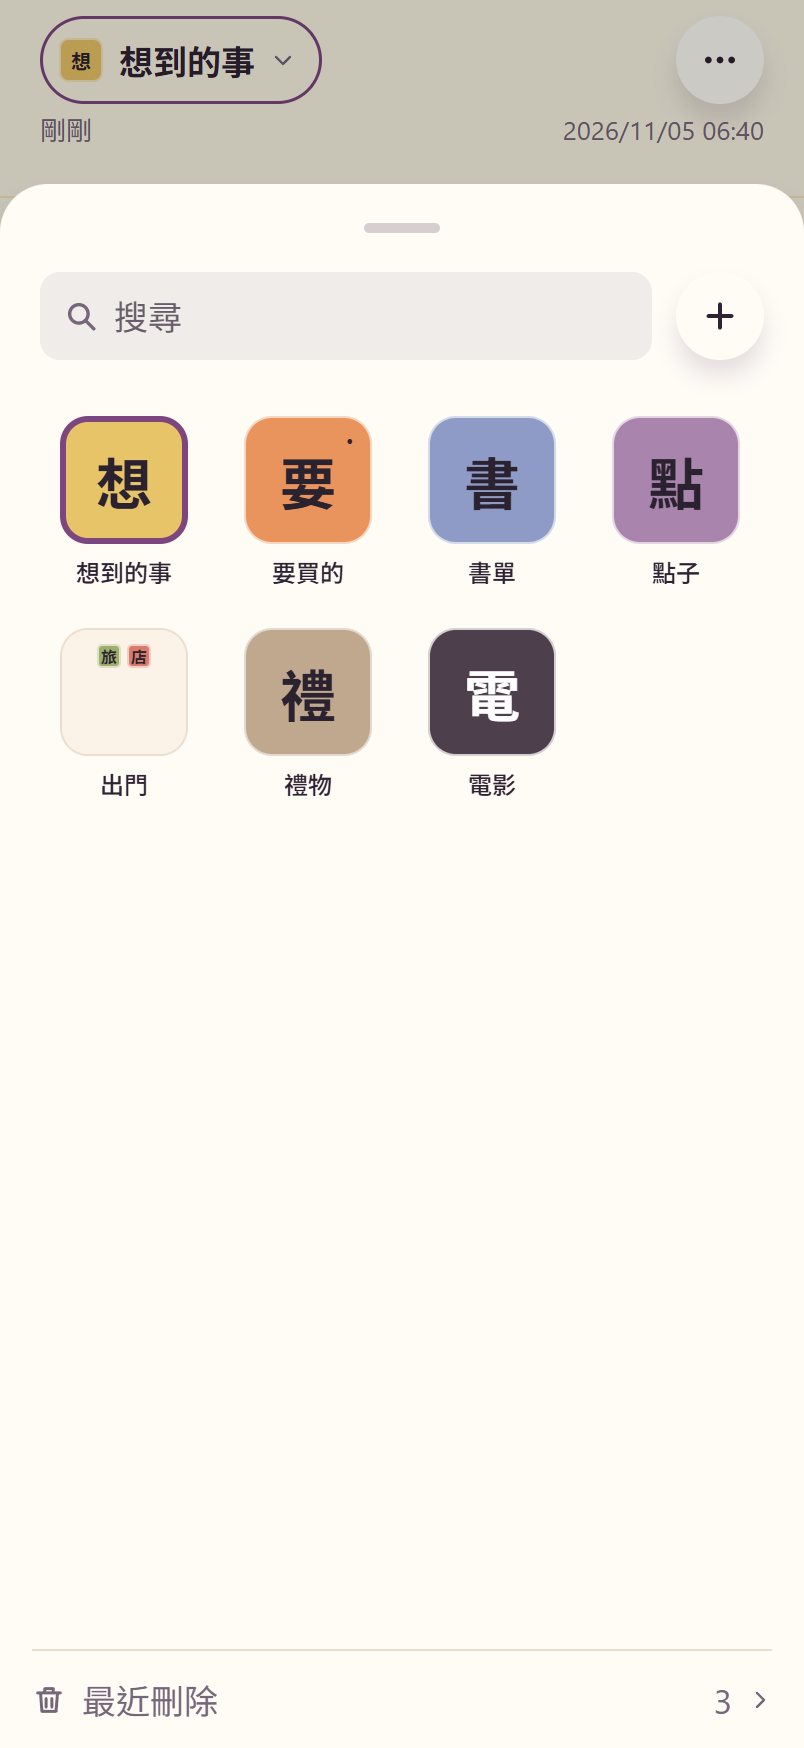 想 想到的事
剛剛 2026/11/05 06:40
搜尋
想 要 書 點
想到的事 要買的 書單 點子
旅 店 禮 電
出門 禮物 電影
最近刪除 3